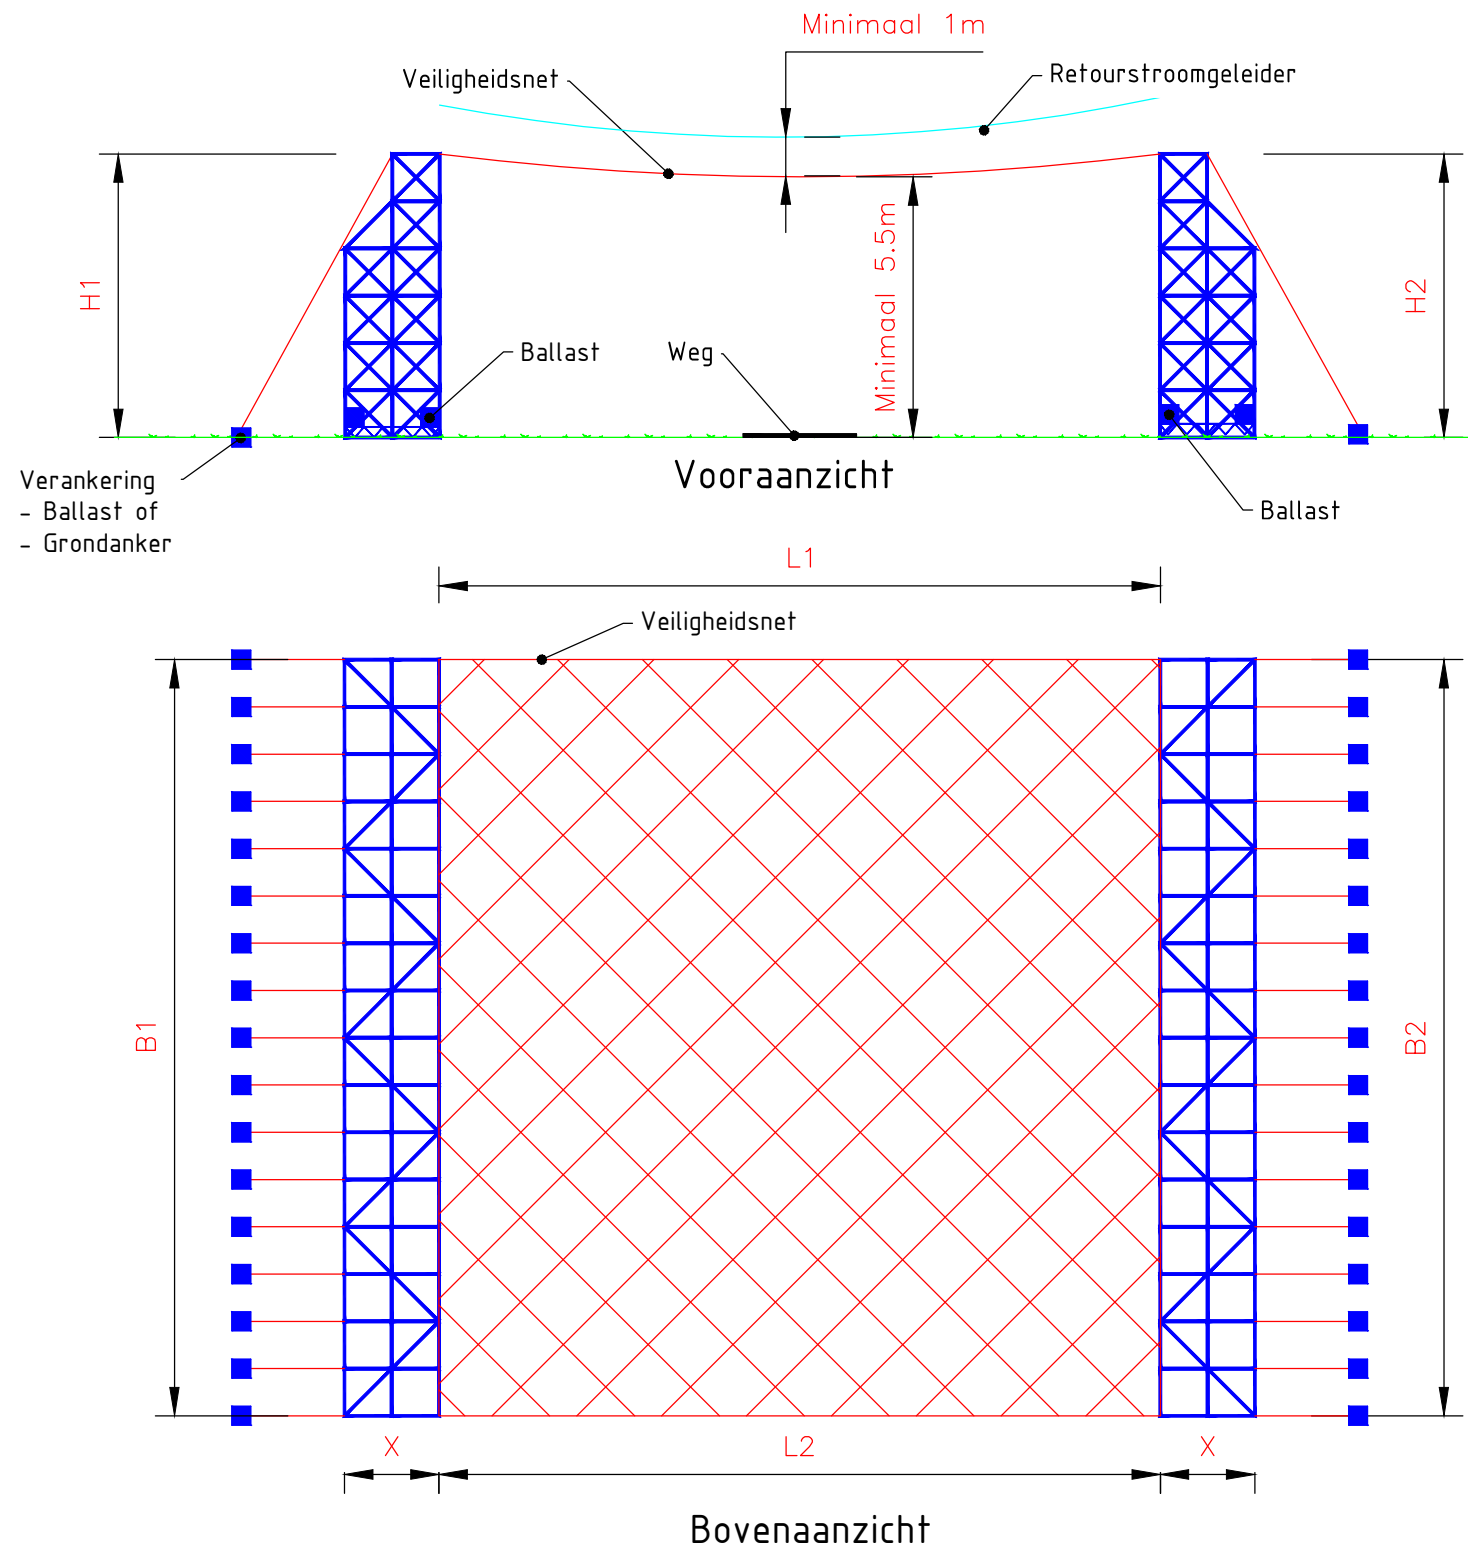 Minimaal 1m
Veiligheidsnet
Retourstroomgeleider
H1
Minimaal 5.5m
H2
Ballast
Weg
Vooraanzicht
Verankering
- Ballast of
- Grondanker
Ballast
L1
Veiligheidsnet
B1
B2
X
L2
X
Bovenaanzicht